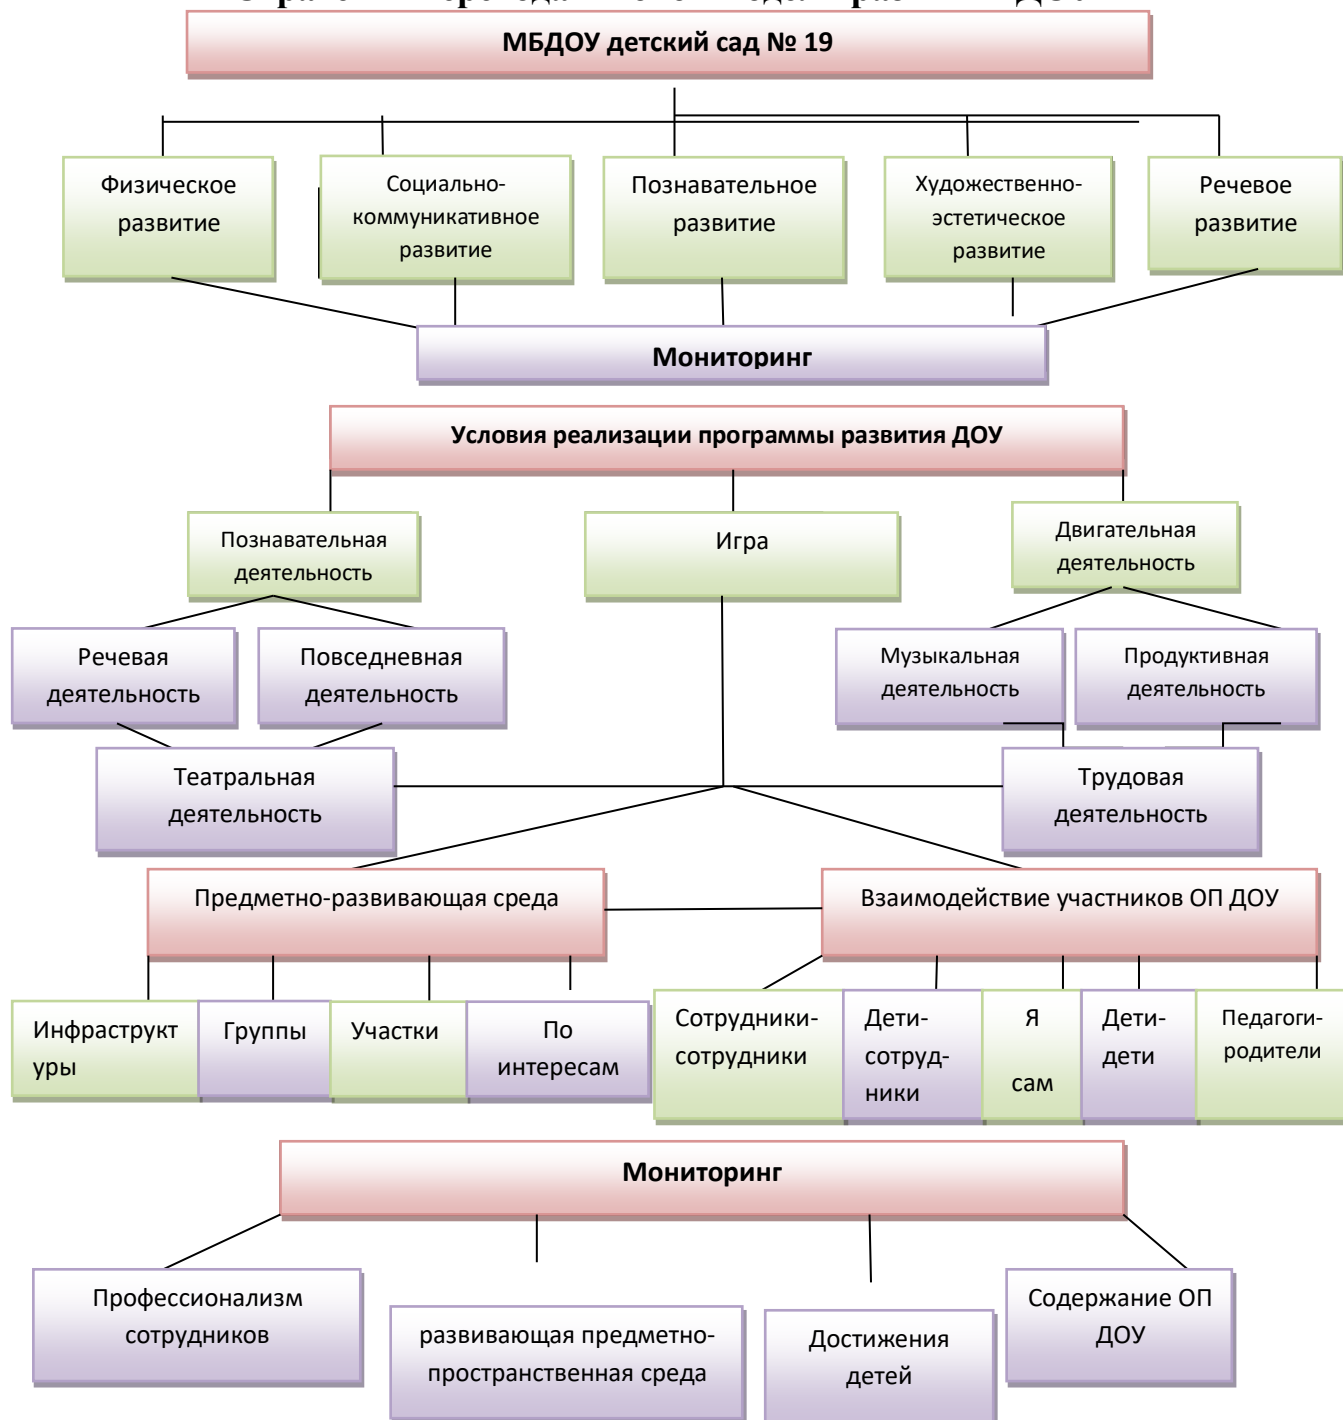 МБДОУ детский сад № 19
Физическое
развитие
Социально-
коммуникативное
развитие
Познавательное
развитие
Художественно-
эстетическое
развитие
Речевое
развитие
Мониторинг
Условия реализации программы развития ДОУ
Познавательная
деятельность
Игра
Двигательная
деятельность
Речевая
деятельность
Повседневная
деятельность
Музыкальная
деятельность
Продуктивная
деятельность
Театральная
деятельность
Трудовая
деятельность
Предметно-развивающая среда
Взаимодействие участников ОП ДОУ
Инфраструкт
уры
Группы
Участки
По
интересам
Сотрудники-
сотрудники
Дети-
сотруд-
ники
Я
сам
Дети-
дети
Педагоги-
родители
Мониторинг
Профессионализм
сотрудников
развивающая предметно-
пространственная среда
Достижения
детей
Содержание ОП
ДОУ